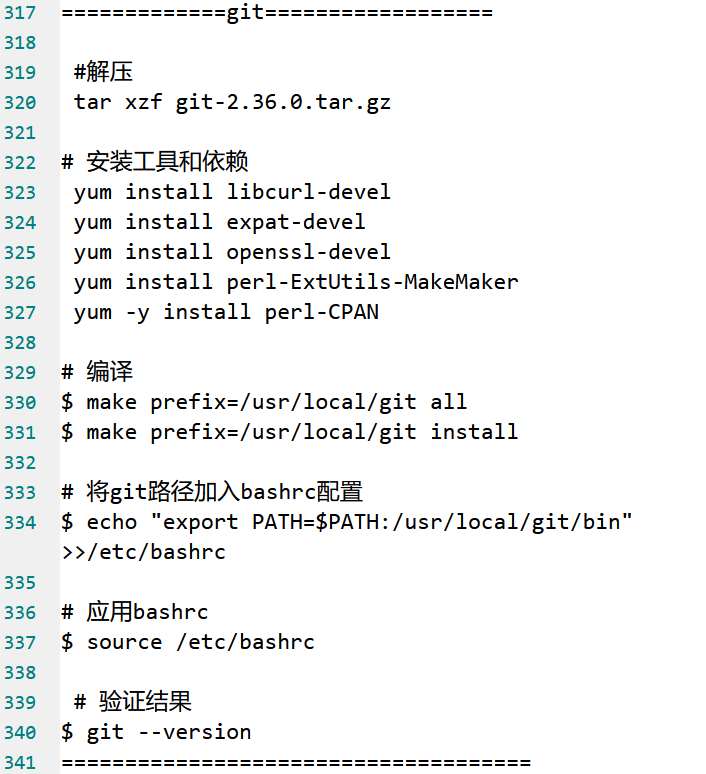 317 =============git==================
318
319 #解压
320 tar xzf git-2.36.0.tar.gz
321
322 # 安装工具和依赖
323 yum install libcurl-devel
324 yum install expat-devel
325 yum install openssl-devel
326 yum install perl-ExtUtils-MakeMaker
327 yum -y install perl-CPAN
328
329 # 编译
330 $ make prefix=/usr/local/git all
331 $ make prefix=/usr/local/git install
332
333 # 将git路径加入bashrc配置
334 $ echo "export PATH=$PATH:/usr/local/git/bin"
>>/etc/bashrc
335
336 # 应用bashrc
337 $ source /etc/bashrc
338
339 # 验证结果
340 $ git --version
341 =====================================